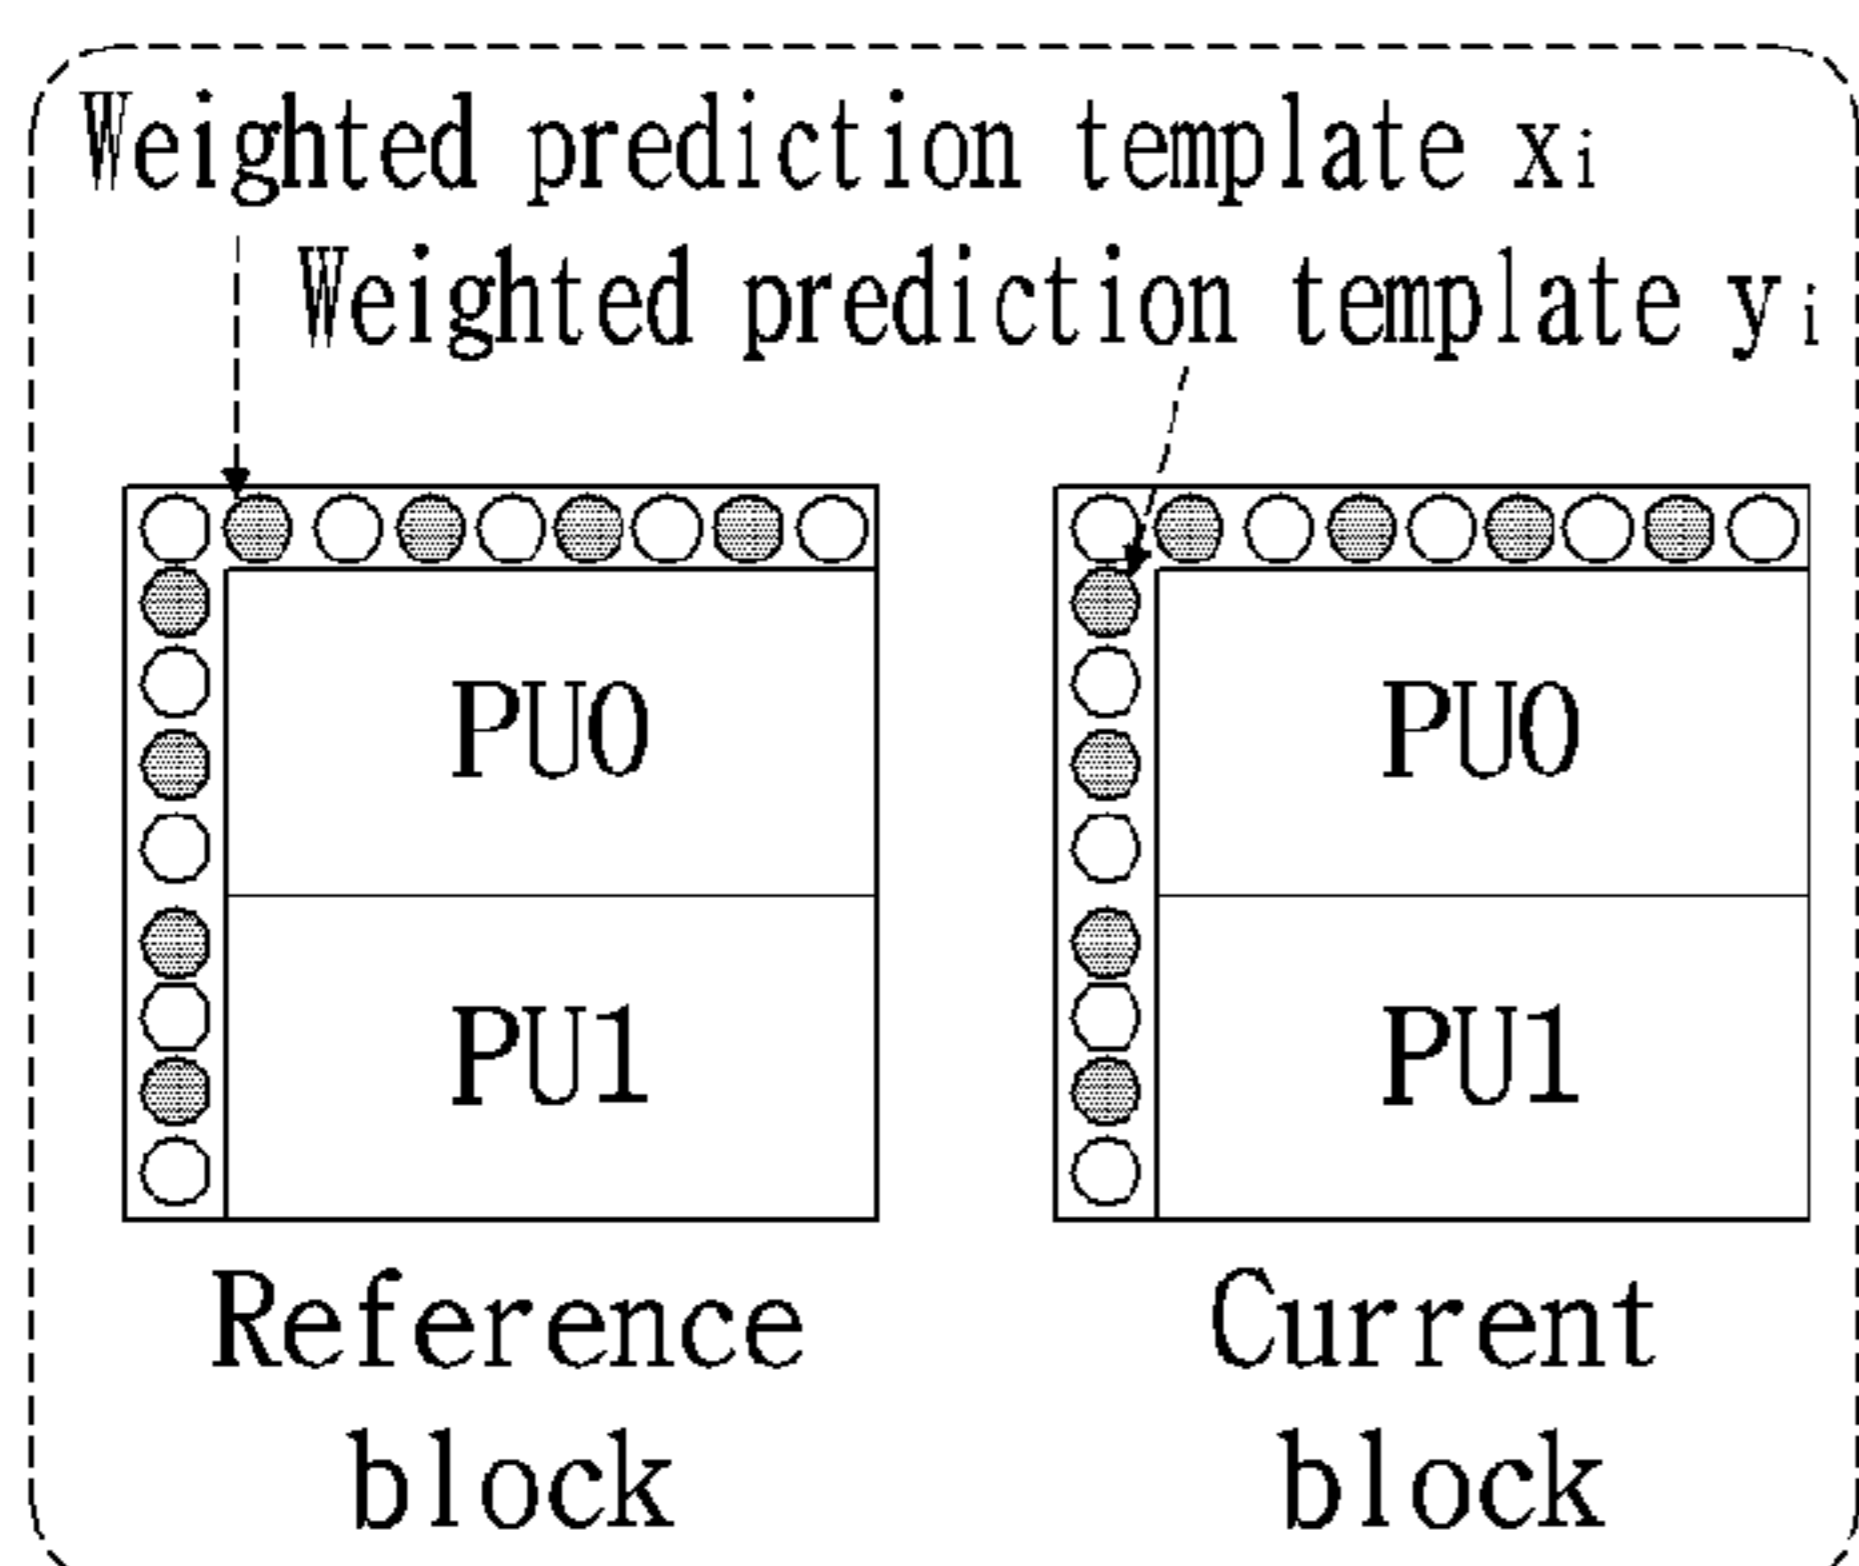 Weighted prediction template xi
Weighted prediction template yi
PU0
PU0
PU1
PU1
Reference block
Current block